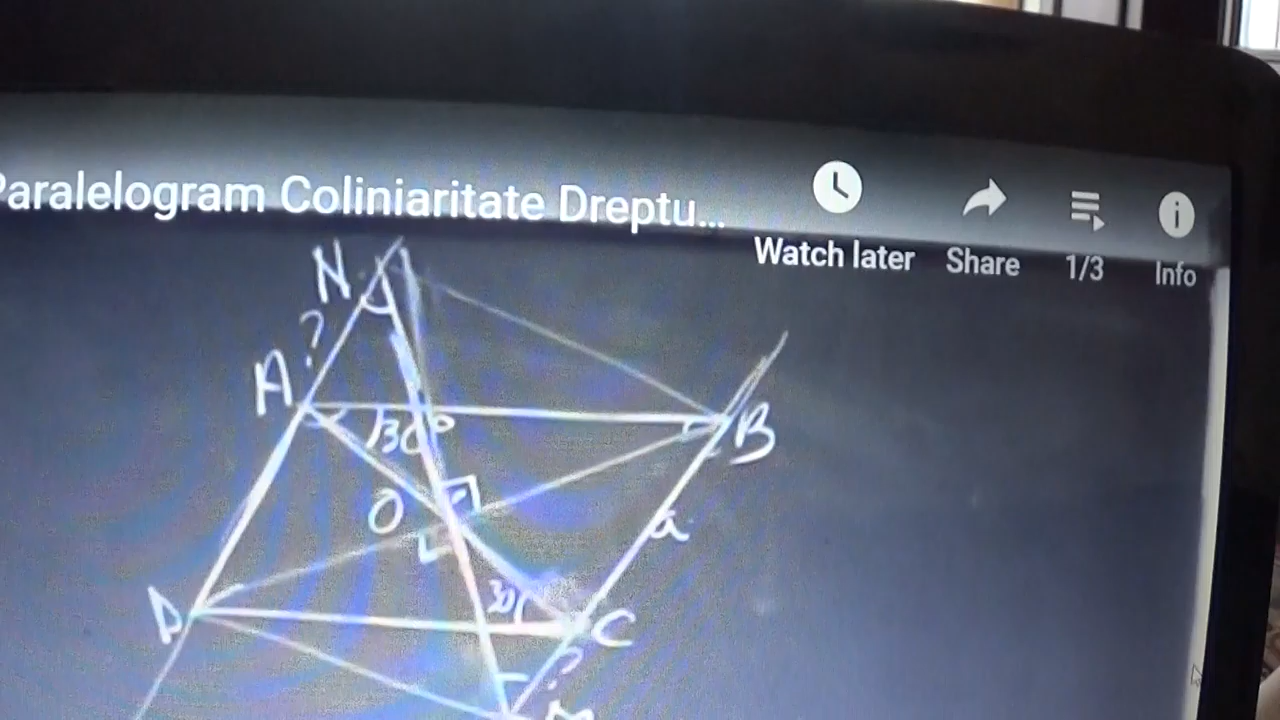 Paralelogram Coliniaritate Dreptu...
Watch later
Share
1/3
Info
N
?
A
30°
B
O
a
30°
D
C
?
M